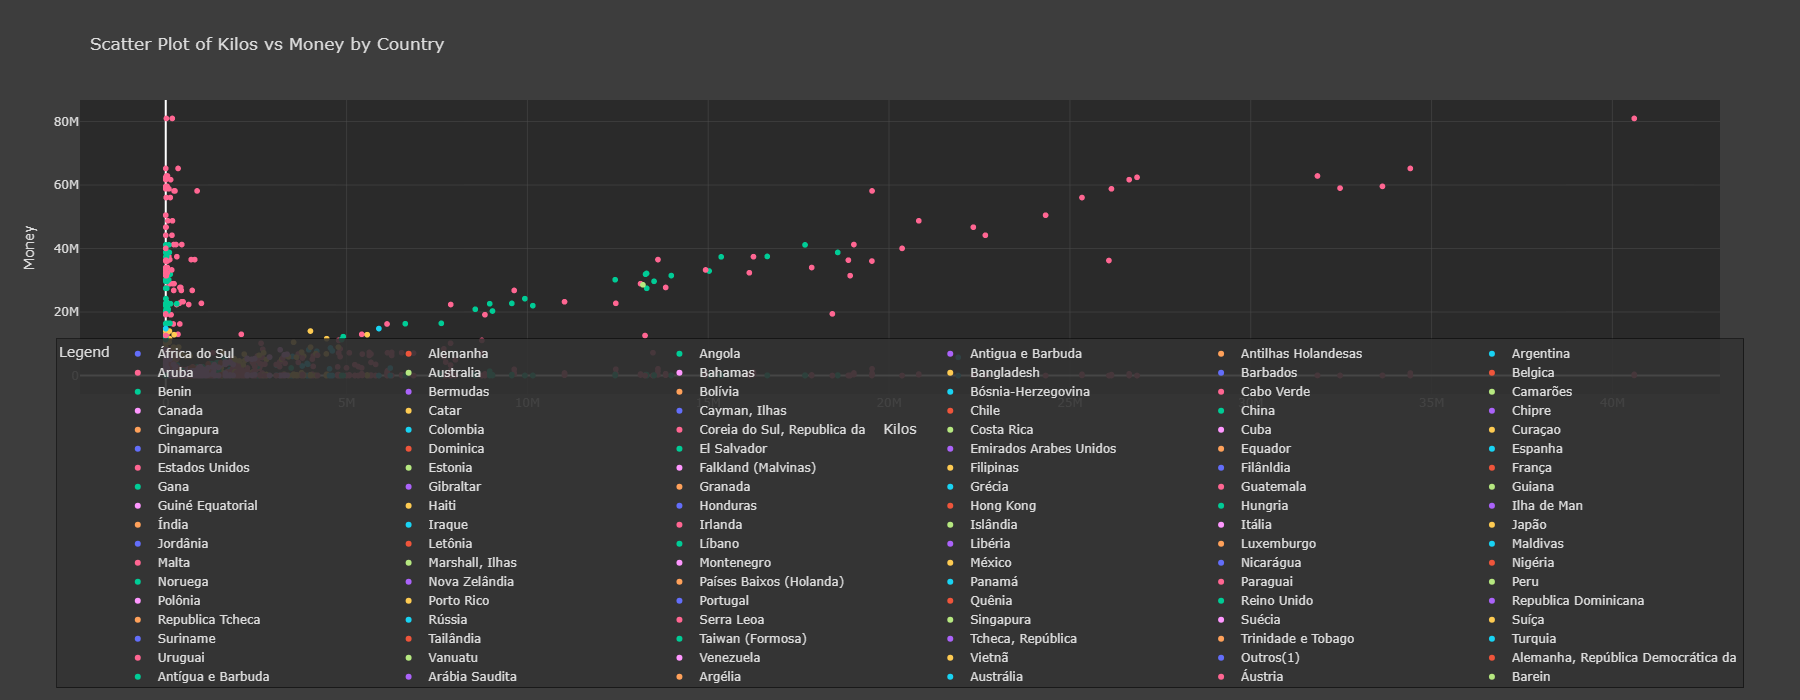 Scatter Plot of Kilos vs Money by Country
80M
60M
40M
20M
0
Money
0 5M 10M 15M 20M 25M 30M 35M 40M
Kilos
Legend
África do Sul Alemanha Angola Antigua e Barbuda Antilhas Holandesas Argentina
Aruba Australia Bahamas Bangladesh Barbados Belgica
Benin Bermudas Bolívia Bósnia-Herzegovina Cabo Verde Camarões
Canada Catar Cayman, Ilhas Chile China Chipre
Cingapura Colombia Coreia do Sul, Republica da Costa Rica Cuba Curaçao
Dinamarca Dominica El Salvador Emirados Arabes Unidos Equador Espanha
Estados Unidos Estonia Falkland (Malvinas) Filipinas Filânldia França
Gana Gibraltar Granada Grécia Guatemala Guiana
Guiné Equatorial Haiti Honduras Hong Kong Hungria Ilha de Man
Índia Iraque Irlanda Islândia Itália Japão
Jordânia Letônia Líbano Libéria Luxemburgo Maldivas
Malta Marshall, Ilhas Montenegro México Nicarágua Nigéria
Noruega Nova Zelândia Países Baixos (Holanda) Panamá Paraguai Peru
Polônia Porto Rico Portugal Quênia Reino Unido Republica Dominicana
Republica Tcheca Rússia Serra Leoa Singapura Suécia Suíça
Suriname Tailândia Taiwan (Formosa) Tcheca, República Trinidade e Tobago Turquia
Uruguai Vanuatu Venezuela Vietnã Outros(1) Alemanha, República Democrática da
Antígua e Barbuda Arábia Saudita Argélia Austrália Áustria Barein